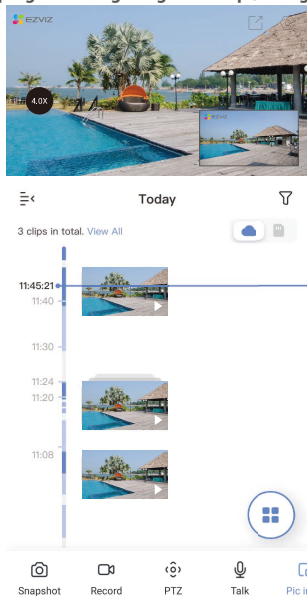 EZVIZ
4.0X
EZVIZ
Today
3 clips in total. View All
11:45:21
11:40
11:30
11:24
11:20
11:08
Snapshot
Record
PTZ
Talk
Pic